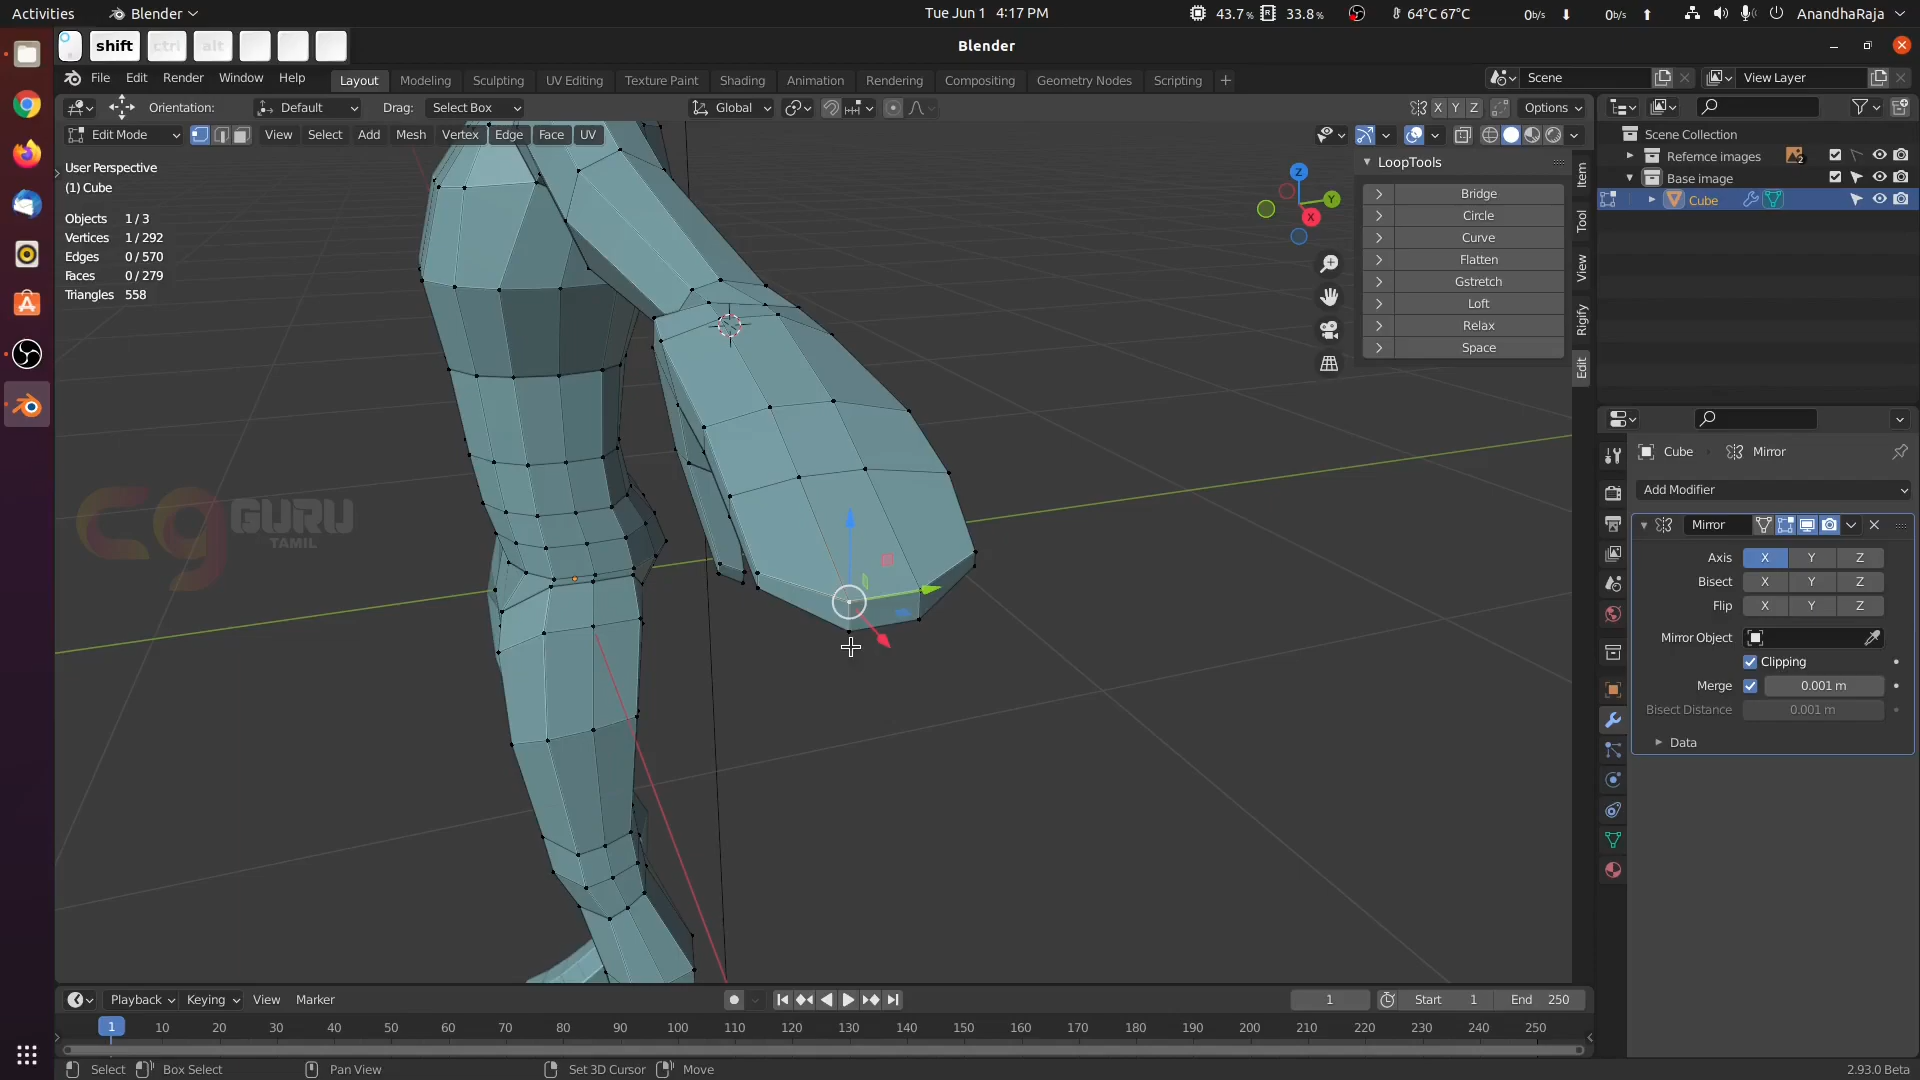 Activities Blender Tue Jun 1 4:17 PM 43.7% 33.8% 64°C 67°C 0b/s 0b/s AnandhaRaja
shift ctrl alt Blender
File Edit Render Window Help Layout Modeling Sculpting UV Editing Texture Paint Shading Animation Rendering Compositing Geometry Nodes Scripting + Scene View Layer
Orientation: Default Drag: Select Box Global X Y Z Options
Edit Mode View Select Add Mesh Vertex Edge Face UV
User Perspective
(1) Cube
Objects 1/3
Vertices 1/292
Edges 0/570
Faces 0/279
Triangles 558
Z
Y
X
LoopTools
Bridge
Circle
Curve
Flatten
Gstretch
Loft
Relax
Space
Item
Tool
View
Rigify
Edit
Scene Collection
Refemce images 2
Base image
Cube
Cube Mirror
Add Modifier
Mirror
Axis X Y Z
Bisect X Y Z
Flip X Y Z
Mirror Object
Clipping
Merge 0.001 m
Bisect Distance 0.001 m
Data
cg GURU
TAMIL
Playback Keying View Marker 1 Start 1 End 250
1 10 20 30 40 50 60 70 80 90 100 110 120 130 140 150 160 170 180 190 200 210 220 230 240 250
Select Box Select Pan View Set 3D Cursor Move 2.93.0 Beta